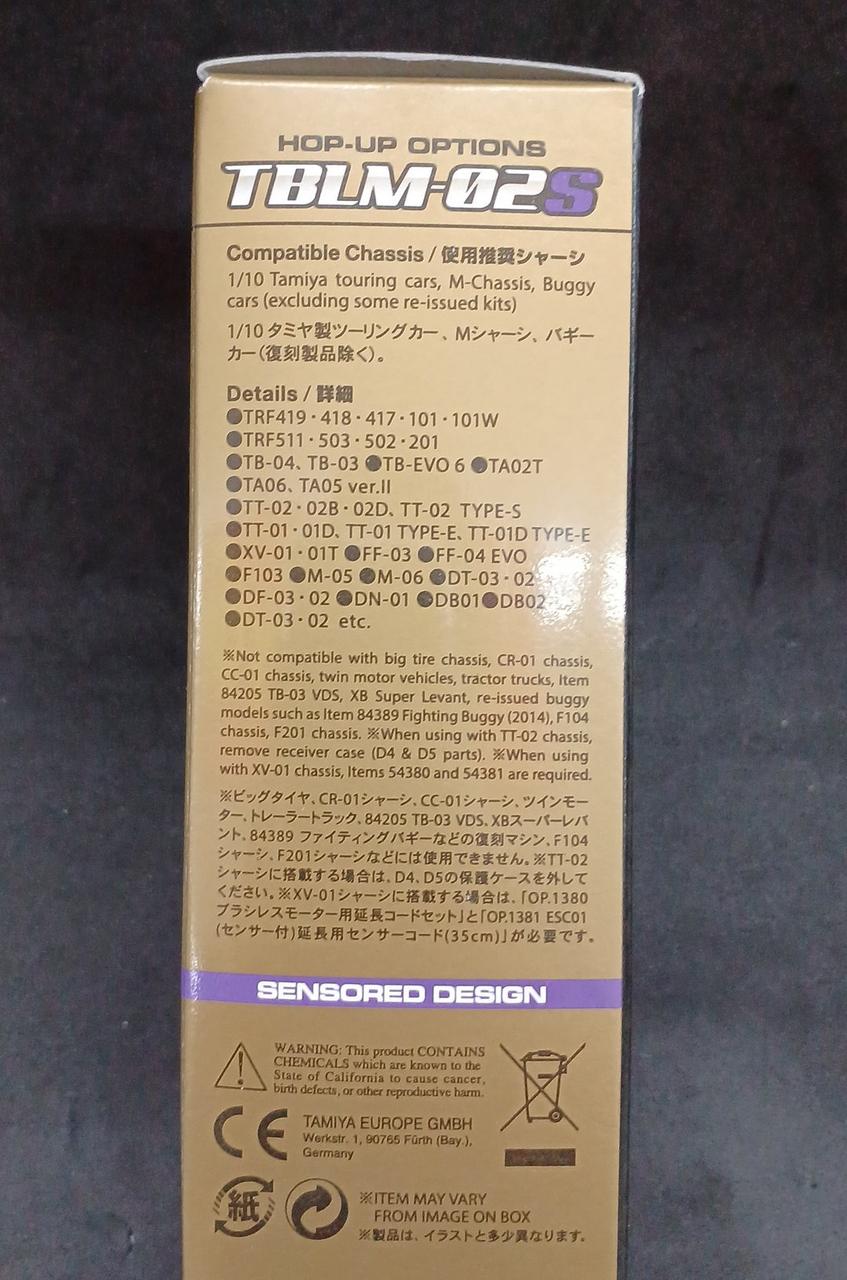 HOP-UP OPTIONS
TBLM-02S
Compatible Chassis / 使用推奨シャーシ
1/10 Tamiya touring cars, M-Chassis, Buggy
cars (excluding some re-issued kits)
1/10 タミヤ製ツーリングカー、Mシャーシ、バギー
カー(復刻製品除く)。
Details / 詳細
●TRF419・418・417・101・101W
●TRF511・503・502・201
●TB-04、TB-03 ●TB-EVO 6 ●TA02T
●TA06、TA05 ver.II
●TT-02・02B・02D、TT-02 TYPE-S
●TT-01・01D、TT-01 TYPE-E、TT-01D TYPE-E
●XV-01・01T ●FF-03 ●FF-04 EVO
●F103 ●M-05 ●M-06 ●DT-03・02
●DF-03・02 ●DN-01 ●DB01●DB02
●DT-03・02 etc.
※Not compatible with big tire chassis, CR-01 chassis,
CC-01 chassis, twin motor vehicles, tractor trucks, Item
84205 TB-03 VDS, XB Super Levant, re-issued buggy
models such as Item 84389 Fighting Buggy (2014), F104
chassis, F201 chassis. ※When using with TT-02 chassis,
remove receiver case (D4 & D5 parts). ※When using
with XV-01 chassis, Items 54380 and 54381 are required.
※ビッグタイヤ、CR-01シャーシ、CC-01シャーシ、ツインモー
ター、トレーラートラック、84205 TB-03 VDS、XBスーパーレバ
ント、84389 ファイティングバギーなどの復刻マシン、F104
シャーシ、F201シャーシなどには使用できません。※TT-02
シャーシに搭載する場合は、D4、D5の保護ケースを外して
ください。※XV-01シャーシに搭載する場合は、「OP.1380
ブラシレスモーター用延長コードセット」と「OP.1381 ESC01
(センサー付)延長用センサーコード(35cm)」が必要です。
SENSORED DESIGN
WARNING: This product CONTAINS
CHEMICALS which are known to the
State of California to cause cancer,
birth defects, or other reproductive harm.
CE
TAMIYA EUROPE GMBH
Werkstr. 1, 90765 Fürth (Bay.),
Germany
紙
※ITEM MAY VARY
FROM IMAGE ON BOX
※製品は、イラストと多少異なります。